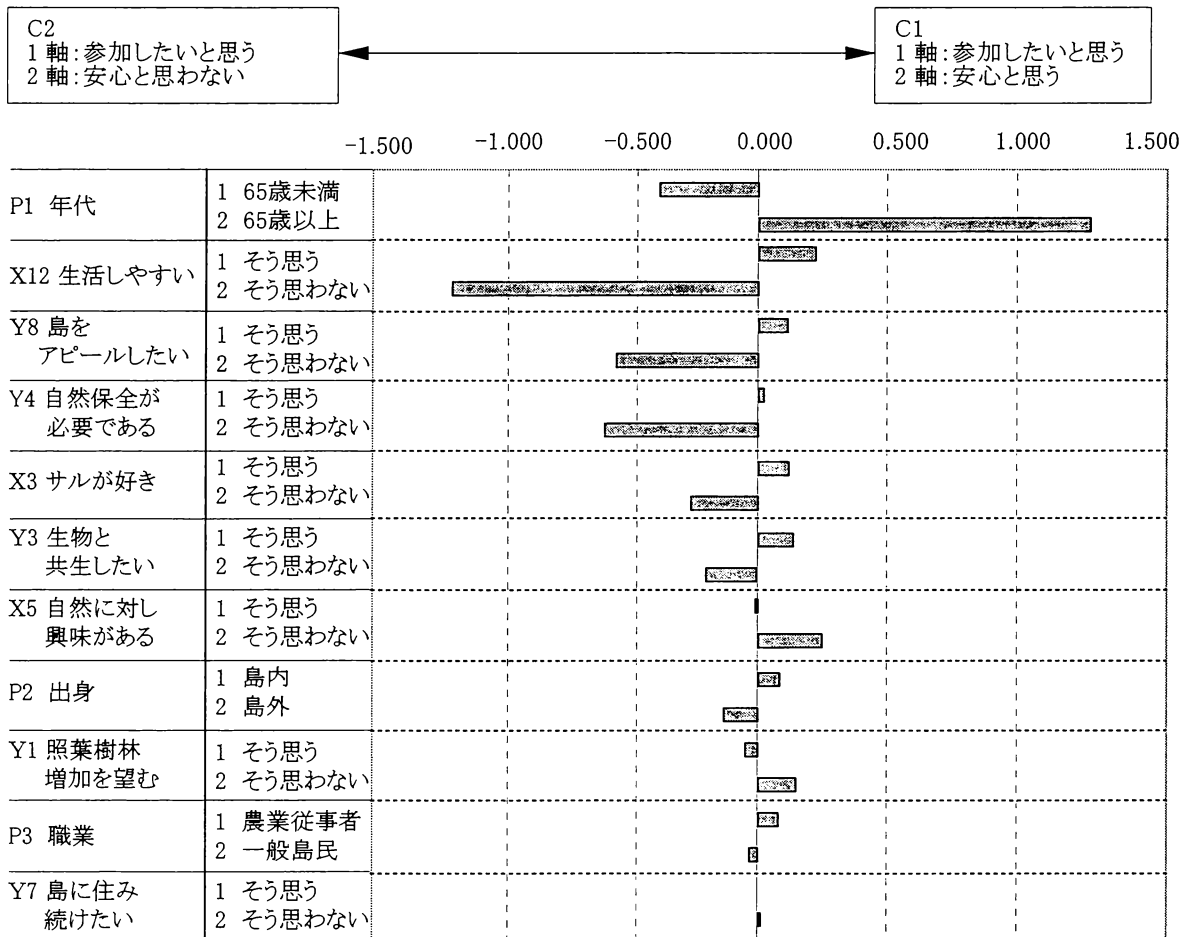 C2
1 軸:参加したいと思う
2 軸:安心と思わない
C1
1 軸:参加したいと思う
2 軸:安心と思う
-1.500 -1.000 -0.500 0.000 0.500 1.000 1.500
P1 年代
1 65歳未満
2 65歳以上
X12 生活しやすい
1 そう思う
2 そう思わない
Y8 島を
アピールしたい
1 そう思う
2 そう思わない
Y4 自然保全が
必要である
1 そう思う
2 そう思わない
X3 サルが好き
1 そう思う
2 そう思わない
Y3 生物と
共生したい
1 そう思う
2 そう思わない
X5 自然に対し
興味がある
1 そう思う
2 そう思わない
P2 出身
1 島内
2 島外
Y1 照葉樹林
増加を望む
1 そう思う
2 そう思わない
P3 職業
1 農業従事者
2 一般島民
Y7 島に住み
続けたい
1 そう思う
2 そう思わない